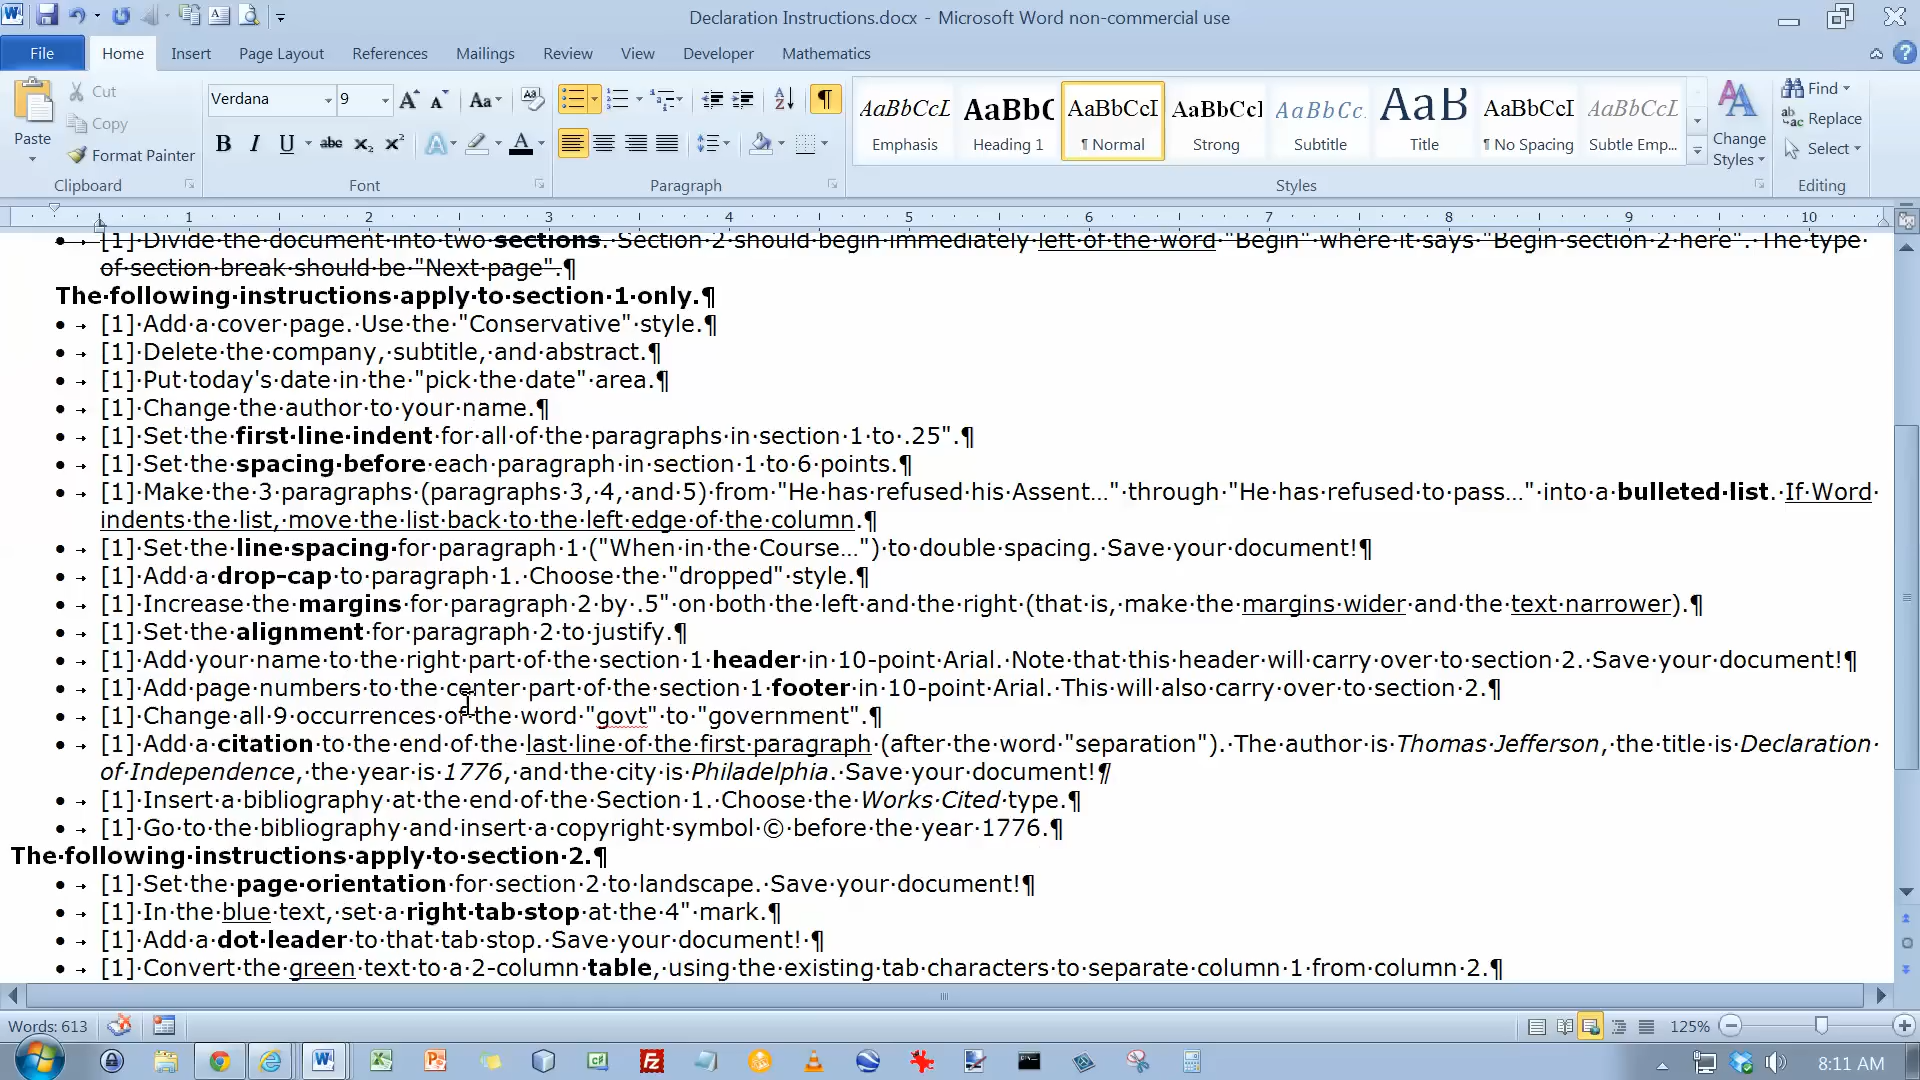 Declaration Instructions.docx - Microsoft Word non-commercial use
File Home Insert Page Layout References Mailings Review View Developer Mathematics
Paste
Cut
Copy
Format Painter
Clipboard
Verdana 9
Font
Paragraph
AaBbCcL AaBbC AaBbCcI AaBbCcI AaBbCc. AaB AaBbCcI AaBbCcL
Emphasis Heading 1 ¶ Normal Strong Subtitle Title ¶ No Spacing Subtle Emp...
Change
Styles
Styles
Find
Replace
Select
Editing
1 2 3 4 5 6 7 8 9 10
• [1] Divide the document into two sections. Section 2 should begin immediately left of the word "Begin" where it says "Begin section 2 here". The type
of section break should be "Next page".¶
The following instructions apply to section 1 only.¶
• [1] Add a cover page. Use the "Conservative" style.¶
• [1] Delete the company, subtitle, and abstract.¶
• [1] Put today's date in the "pick the date" area.¶
• [1] Change the author to your name.¶
• [1] Set the first line indent for all of the paragraphs in section 1 to .25".¶
• [1] Set the spacing before each paragraph in section 1 to 6 points.¶
• [1] Make the 3 paragraphs (paragraphs 3, 4, and 5) from "He has refused his Assent…" through "He has refused to pass…" into a bulleted list. If Word
indents the list, move the list back to the left edge of the column.¶
• [1] Set the line spacing for paragraph 1 ("When in the Course…") to double spacing. Save your document!¶
• [1] Add a drop-cap to paragraph 1. Choose the "dropped" style.¶
• [1] Increase the margins for paragraph 2 by .5" on both the left and the right (that is, make the margins wider and the text narrower).¶
• [1] Set the alignment for paragraph 2 to justify.¶
• [1] Add your name to the right part of the section 1 header in 10-point Arial. Note that this header will carry over to section 2. Save your document!¶
• [1] Add page numbers to the center part of the section 1 footer in 10-point Arial. This will also carry over to section 2.¶
• [1] Change all 9 occurrences of the word "govt" to "government".¶
• [1] Add a citation to the end of the last line of the first paragraph (after the word "separation"). The author is Thomas Jefferson, the title is Declaration
of Independence, the year is 1776, and the city is Philadelphia. Save your document!¶
• [1] Insert a bibliography at the end of the Section 1. Choose the Works Cited type.¶
• [1] Go to the bibliography and insert a copyright symbol © before the year 1776.¶
The following instructions apply to section 2.¶
• [1] Set the page orientation for section 2 to landscape. Save your document!¶
• [1] In the blue text, set a right tab stop at the 4" mark.¶
• [1] Add a dot leader to that tab stop. Save your document! ¶
• [1] Convert the green text to a 2-column table, using the existing tab characters to separate column 1 from column 2.¶
Words: 613
125%
8:11 AM